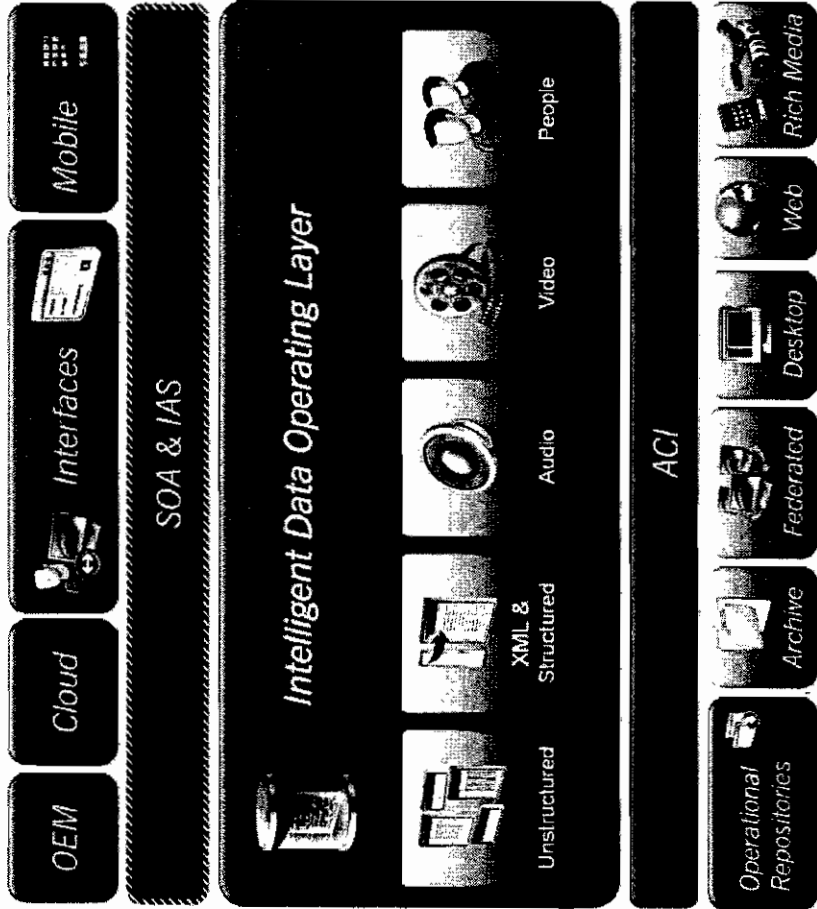 OEM
Cloud
Interfaces
Mobile
SOA & IAS
Intelligent Data Operating Layer
Unstructured
XML &
Structured
Audio
Video
People
ACI
Operational
Repositories
Archive
Federated
Desktop
Web
Rich Media